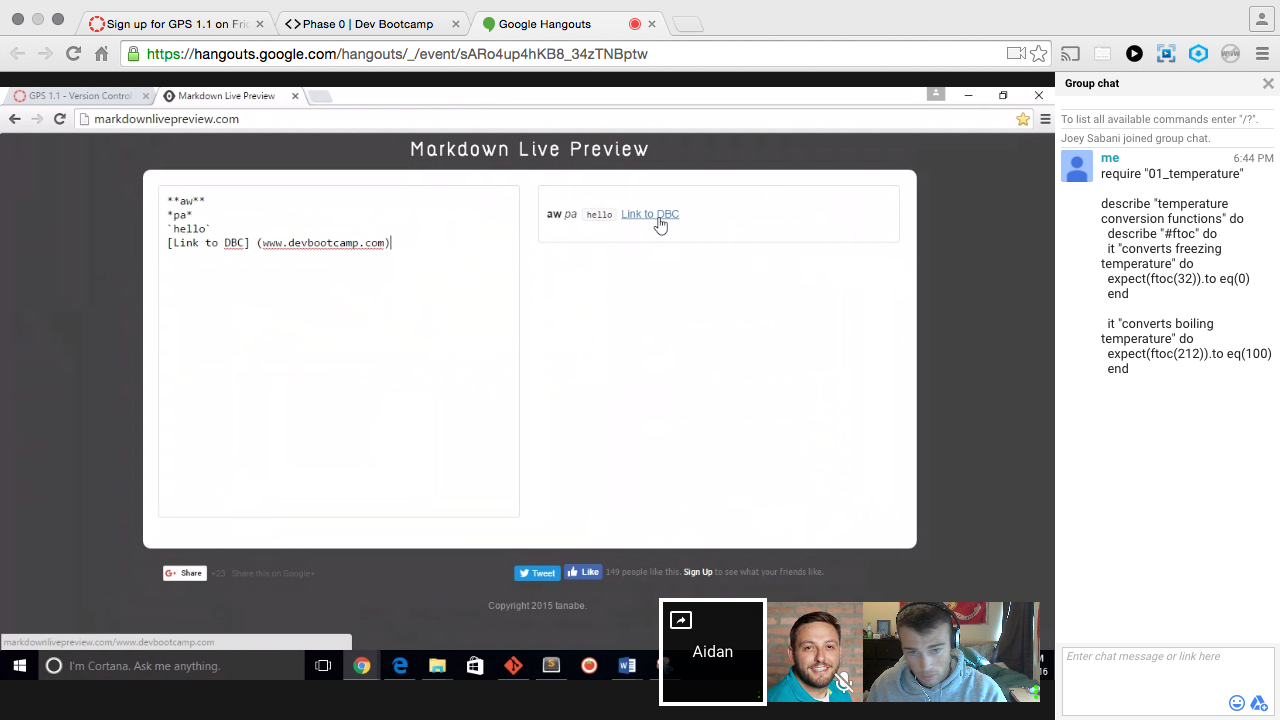 Sign up for GPS 1.1 on Fri
Phase 0 | Dev Bootcamp
Google Hangouts
https://hangouts.google.com/hangouts/_/event/sARo4up4hKB8_34zTNBptw
GPS 1.1 - Version Control
Markdown Live Preview
markdownlivepreview.com
Markdown Live Preview
**aw**
*pa*
`hello`
[Link to DBC] (www.devbootcamp.com)
aw pa hello Link to DBC
Share +23 Share this on Google+
Tweet Like 149 people like this. Sign Up to see what your friends like.
Copyright 2015 tanabe.
markdownlivepreview.com/www.devbootcamp.com
I'm Cortana. Ask me anything.
Aidan
Group chat
To list all available commands enter "/?".
Joey Sabani joined group chat.
me 6:44 PM
require "01_temperature"
describe "temperature
conversion functions" do
describe "#ftoc" do
it "converts freezing
temperature" do
expect(ftoc(32)).to eq(0)
end
it "converts boiling
temperature" do
expect(ftoc(212)).to eq(100)
end
Enter chat message or link here